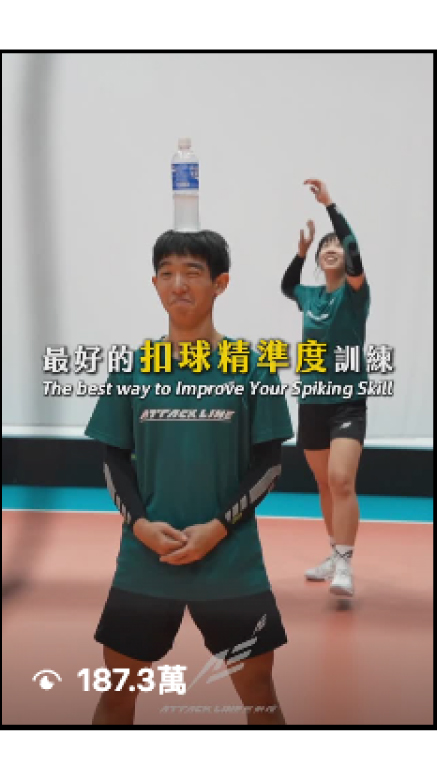 最好的扣球精準度訓練
The best way to Improve Your Spiking Skill
ATTACK LINE
187.3萬